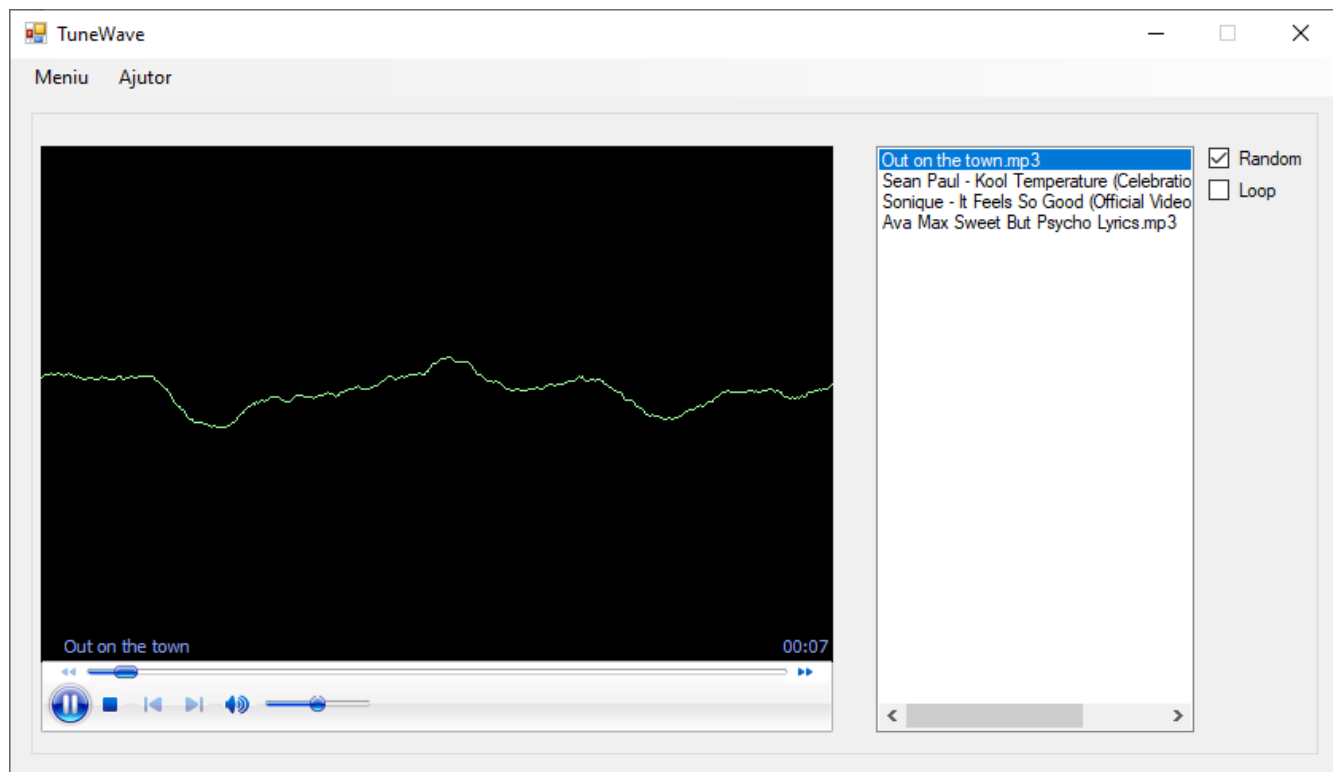 TuneWave
Meniu Ajutor
Out on the town.mp3
Sean Paul - Kool Temperature (Celebratio
Sonique - It Feels So Good (Official Video
Ava Max Sweet But Psycho Lyrics.mp3
Random
Loop
Out on the town 00:07